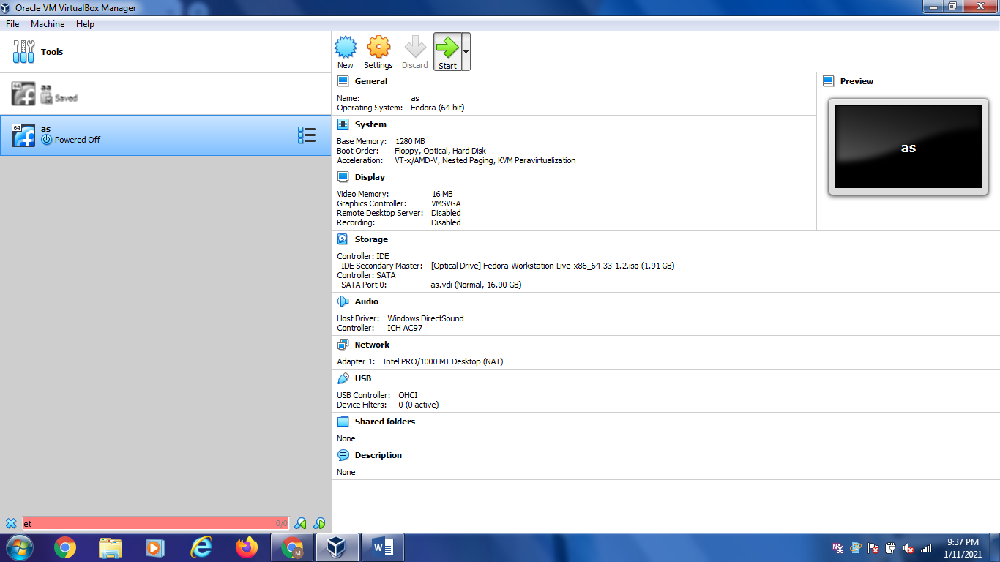 Oracle VM VirtualBox Manager
File Machine Help
Tools
64
aa
Saved
64
as
Powered Off
New Settings Discard Start
General
Name: as
Operating System: Fedora (64-bit)
System
Base Memory: 1280 MB
Boot Order: Floppy, Optical, Hard Disk
Acceleration: VT-x/AMD-V, Nested Paging, KVM Paravirtualization
Display
Video Memory: 16 MB
Graphics Controller: VMSVGA
Remote Desktop Server: Disabled
Recording: Disabled
Preview
as
Storage
Controller: IDE
IDE Secondary Master: [Optical Drive] Fedora-Workstation-Live-x86_64-33-1.2.iso (1.91 GB)
Controller: SATA
SATA Port 0: as.vdi (Normal, 16.00 GB)
Audio
Host Driver: Windows DirectSound
Controller: ICH AC97
Network
Adapter 1: Intel PRO/1000 MT Desktop (NAT)
USB
USB Controller: OHCI
Device Filters: 0 (0 active)
Shared folders
None
Description
None
et 0/0
M
W
9:37 PM
1/11/2021